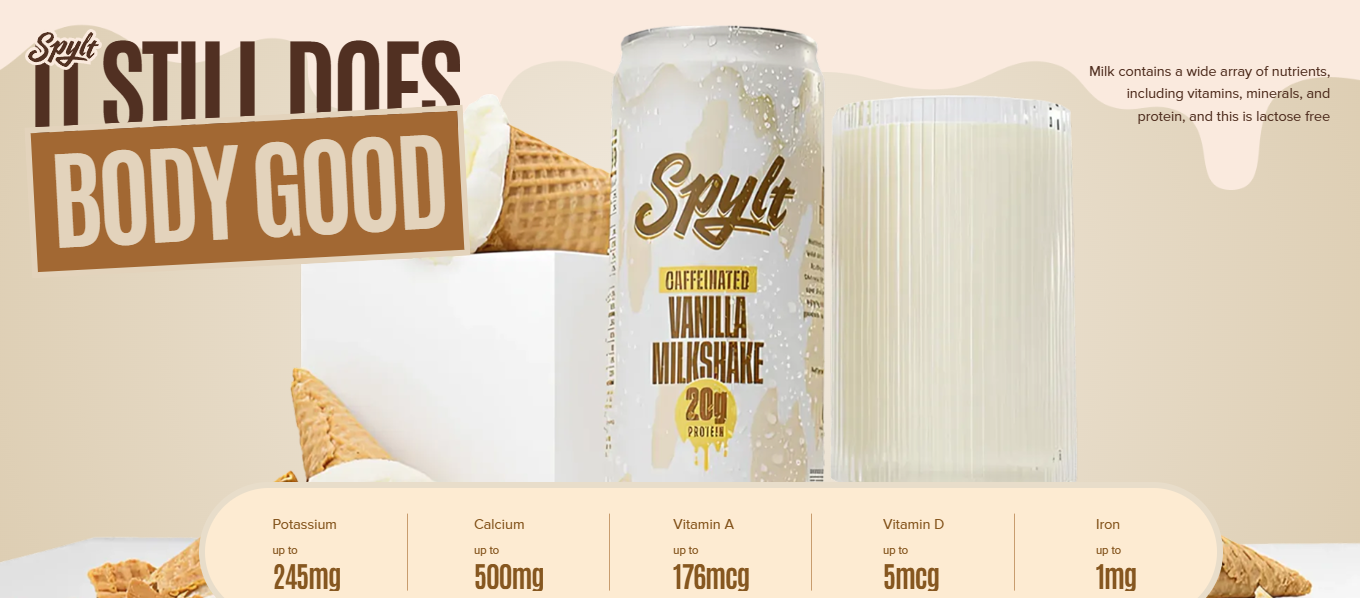 Spylt
IT STILL DOES
BODY GOOD
Milk contains a wide array of nutrients,
including vitamins, minerals, and
protein, and this is lactose free
Spylt
CAFFEINATED
VANILLA
MILKSHAKE
20g
PROTEIN
Potassium
up to
245mg
Calcium
up to
500mg
Vitamin A
up to
176mcg
Vitamin D
up to
5mcg
Iron
up to
1mg